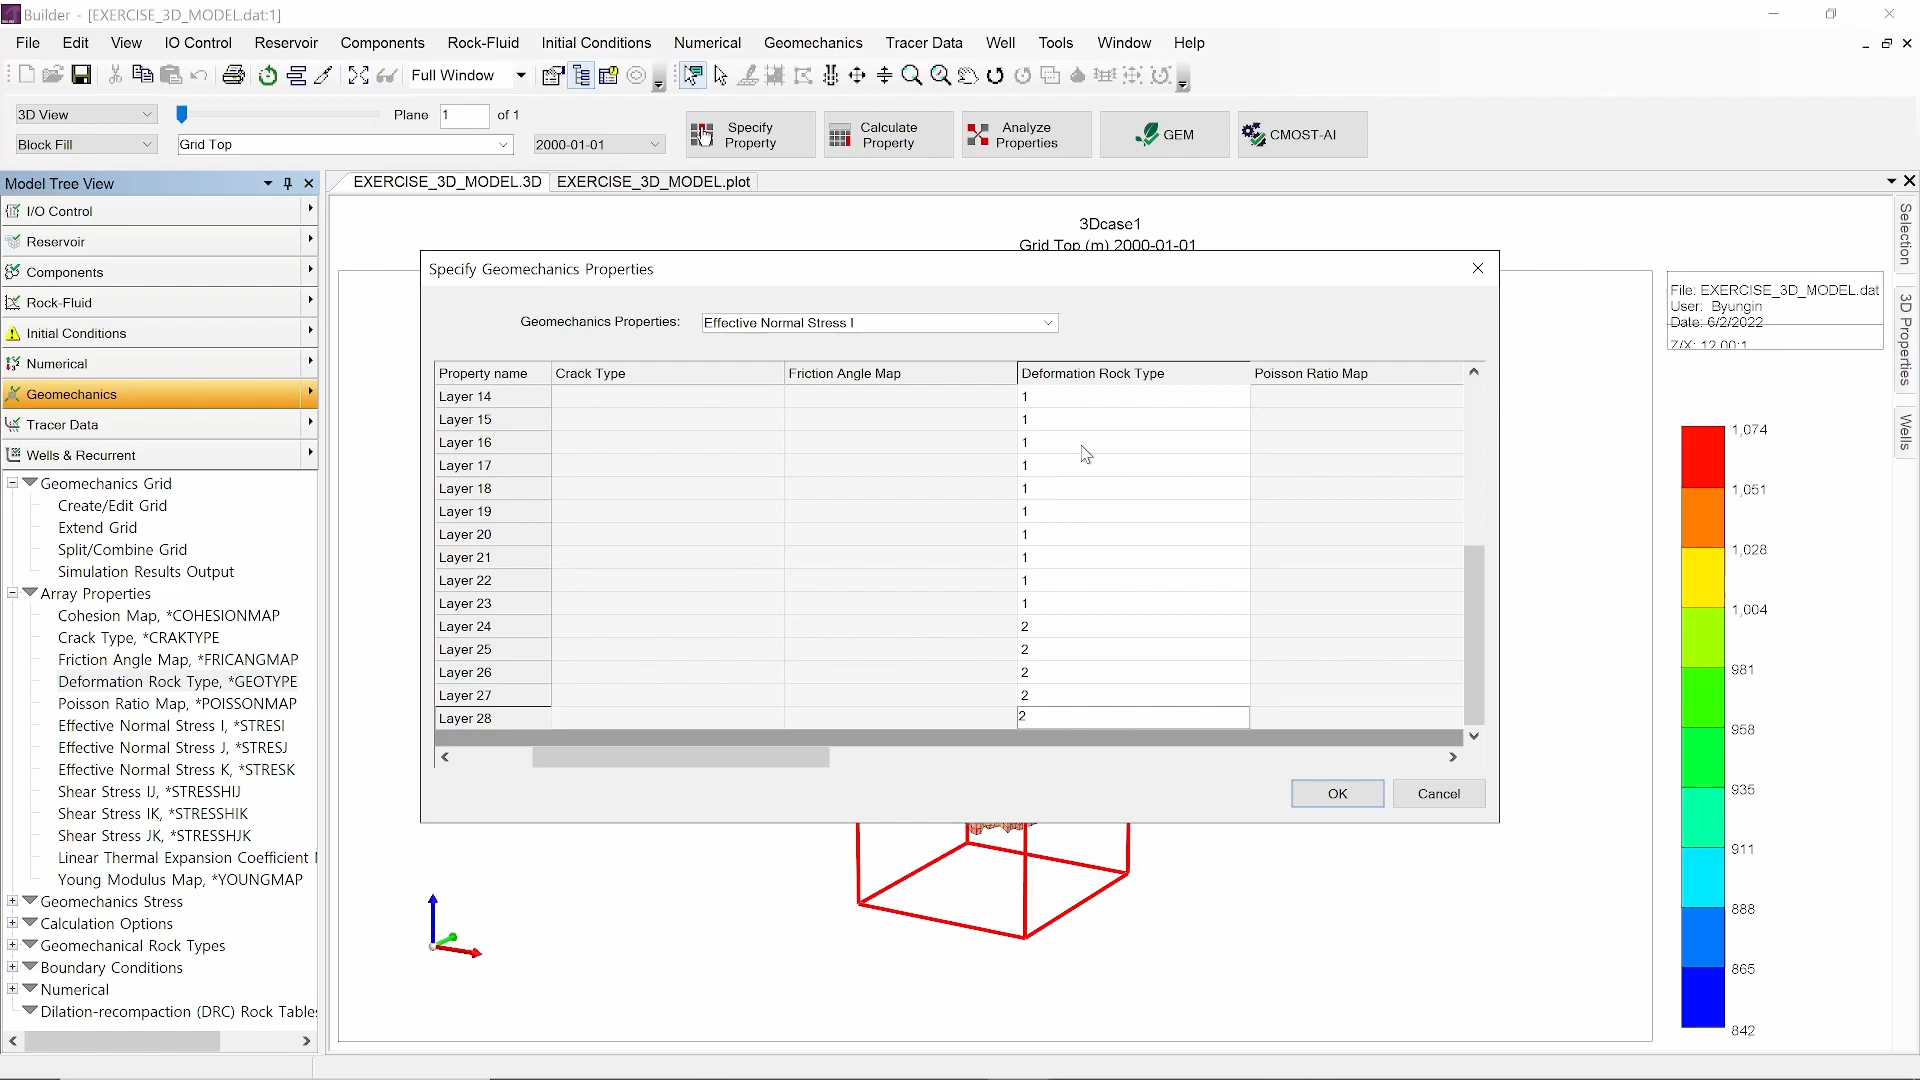 Builder - [EXERCISE_3D_MODEL.dat:1]
File Edit View IO Control Reservoir Components Rock-Fluid Initial Conditions Numerical Geomechanics Tracer Data Well Tools Window Help
Full Window
3D View Plane 1 of 1
Block Fill Grid Top 2000-01-01
Specify Property
Calculate Property
Analyze Properties
GEM
CMOST-AI
Model Tree View
EXERCISE_3D_MODEL.3D EXERCISE_3D_MODEL.plot
I/O Control
Reservoir
Components
Rock-Fluid
Initial Conditions
Numerical
Geomechanics
Tracer Data
Wells & Recurrent
Geomechanics Grid
Create/Edit Grid
Extend Grid
Split/Combine Grid
Simulation Results Output
Array Properties
Cohesion Map, *COHESIONMAP
Crack Type, *CRAKTYPE
Friction Angle Map, *FRICANGMAP
Deformation Rock Type, *GEOTYPE
Poisson Ratio Map, *POISSONMAP
Effective Normal Stress I, *STRESI
Effective Normal Stress J, *STRESJ
Effective Normal Stress K, *STRESK
Shear Stress IJ, *STRESSHIJ
Shear Stress IK, *STRESSHIK
Shear Stress JK, *STRESSHJK
Linear Thermal Expansion Coefficient
Young Modulus Map, *YOUNGMAP
Geomechanics Stress
Calculation Options
Geomechanical Rock Types
Boundary Conditions
Numerical
Dilation-recompaction (DRC) Rock Tables
3Dcase1
Grid Top (m) 2000-01-01
Specify Geomechanics Properties
Geomechanics Properties: Effective Normal Stress I
Property name Crack Type Friction Angle Map Deformation Rock Type Poisson Ratio Map
Layer 14 1
Layer 15 1
Layer 16 1
Layer 17 1
Layer 18 1
Layer 19 1
Layer 20 1
Layer 21 1
Layer 22 1
Layer 23 1
Layer 24 2
Layer 25 2
Layer 26 2
Layer 27 2
Layer 28 2
OK Cancel
File: EXERCISE_3D_MODEL.dat
User: Byungin
Date: 6/2/2022
Z/X: 12.00:1
1,074
1,051
1,028
1,004
981
958
935
911
888
865
842
Selection
3D Properties
Wells